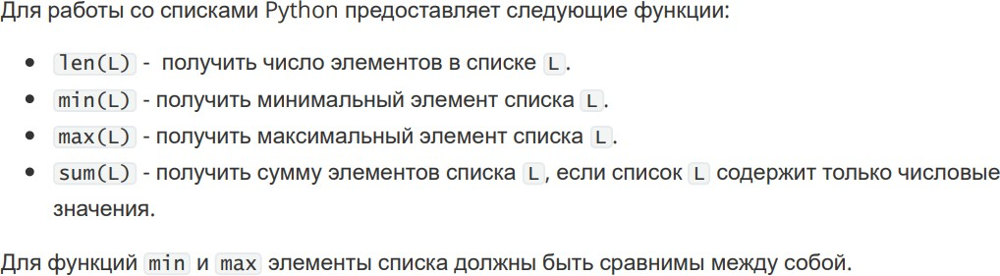 Для работы со списками Python предоставляет следующие функции:
• len(L) - получить число элементов в списке L.
• min(L) - получить минимальный элемент списка L.
• max(L) - получить максимальный элемент списка L.
• sum(L) - получить сумму элементов списка L, если список L содержит только числовые
значения.
Для функций min и max элементы списка должны быть сравнимы между собой.